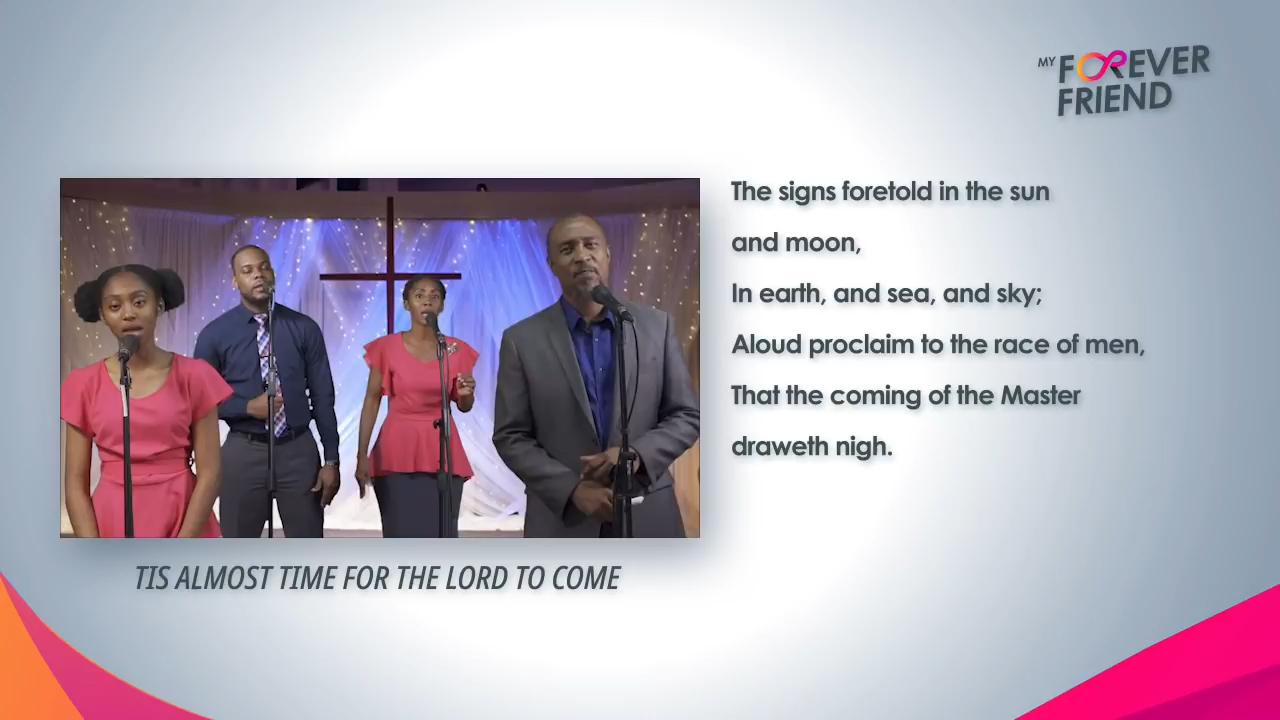 MY FOREVER
FRIEND
The signs foretold in the sun
and moon,
In earth, and sea, and sky;
Aloud proclaim to the race of men,
That the coming of the Master
draweth nigh.
TIS ALMOST TIME FOR THE LORD TO COME